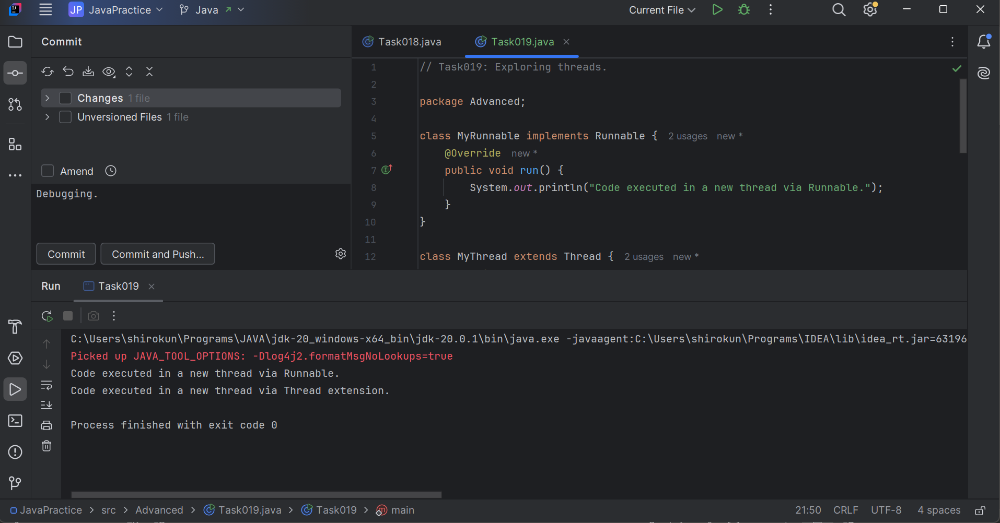 JP JavaPractice Java Current File
Commit
Task018.java Task019.java
Changes 1 file
Unversioned Files 1 file
Amend
Debugging.
Commit Commit and Push...
1 // Task019: Exploring threads.
2
3 package Advanced;
4
5 class MyRunnable implements Runnable { 2 usages new *
6 @Override new *
7 public void run() {
8 System.out.println("Code executed in a new thread via Runnable.");
9 }
10 }
11
12 class MyThread extends Thread { 2 usages new *
Run Task019
C:\Users\shirokun\Programs\JAVA\jdk-20_windows-x64_bin\jdk-20.0.1\bin\java.exe -javaagent:C:\Users\shirokun\Programs\IDEA\lib\idea_rt.jar=63196
Picked up JAVA_TOOL_OPTIONS: -Dlog4j2.formatMsgNoLookups=true
Code executed in a new thread via Runnable.
Code executed in a new thread via Thread extension.
Process finished with exit code 0
JavaPractice > src > Advanced > Task019.java > Task019 > main 21:50 CRLF UTF-8 4 spaces